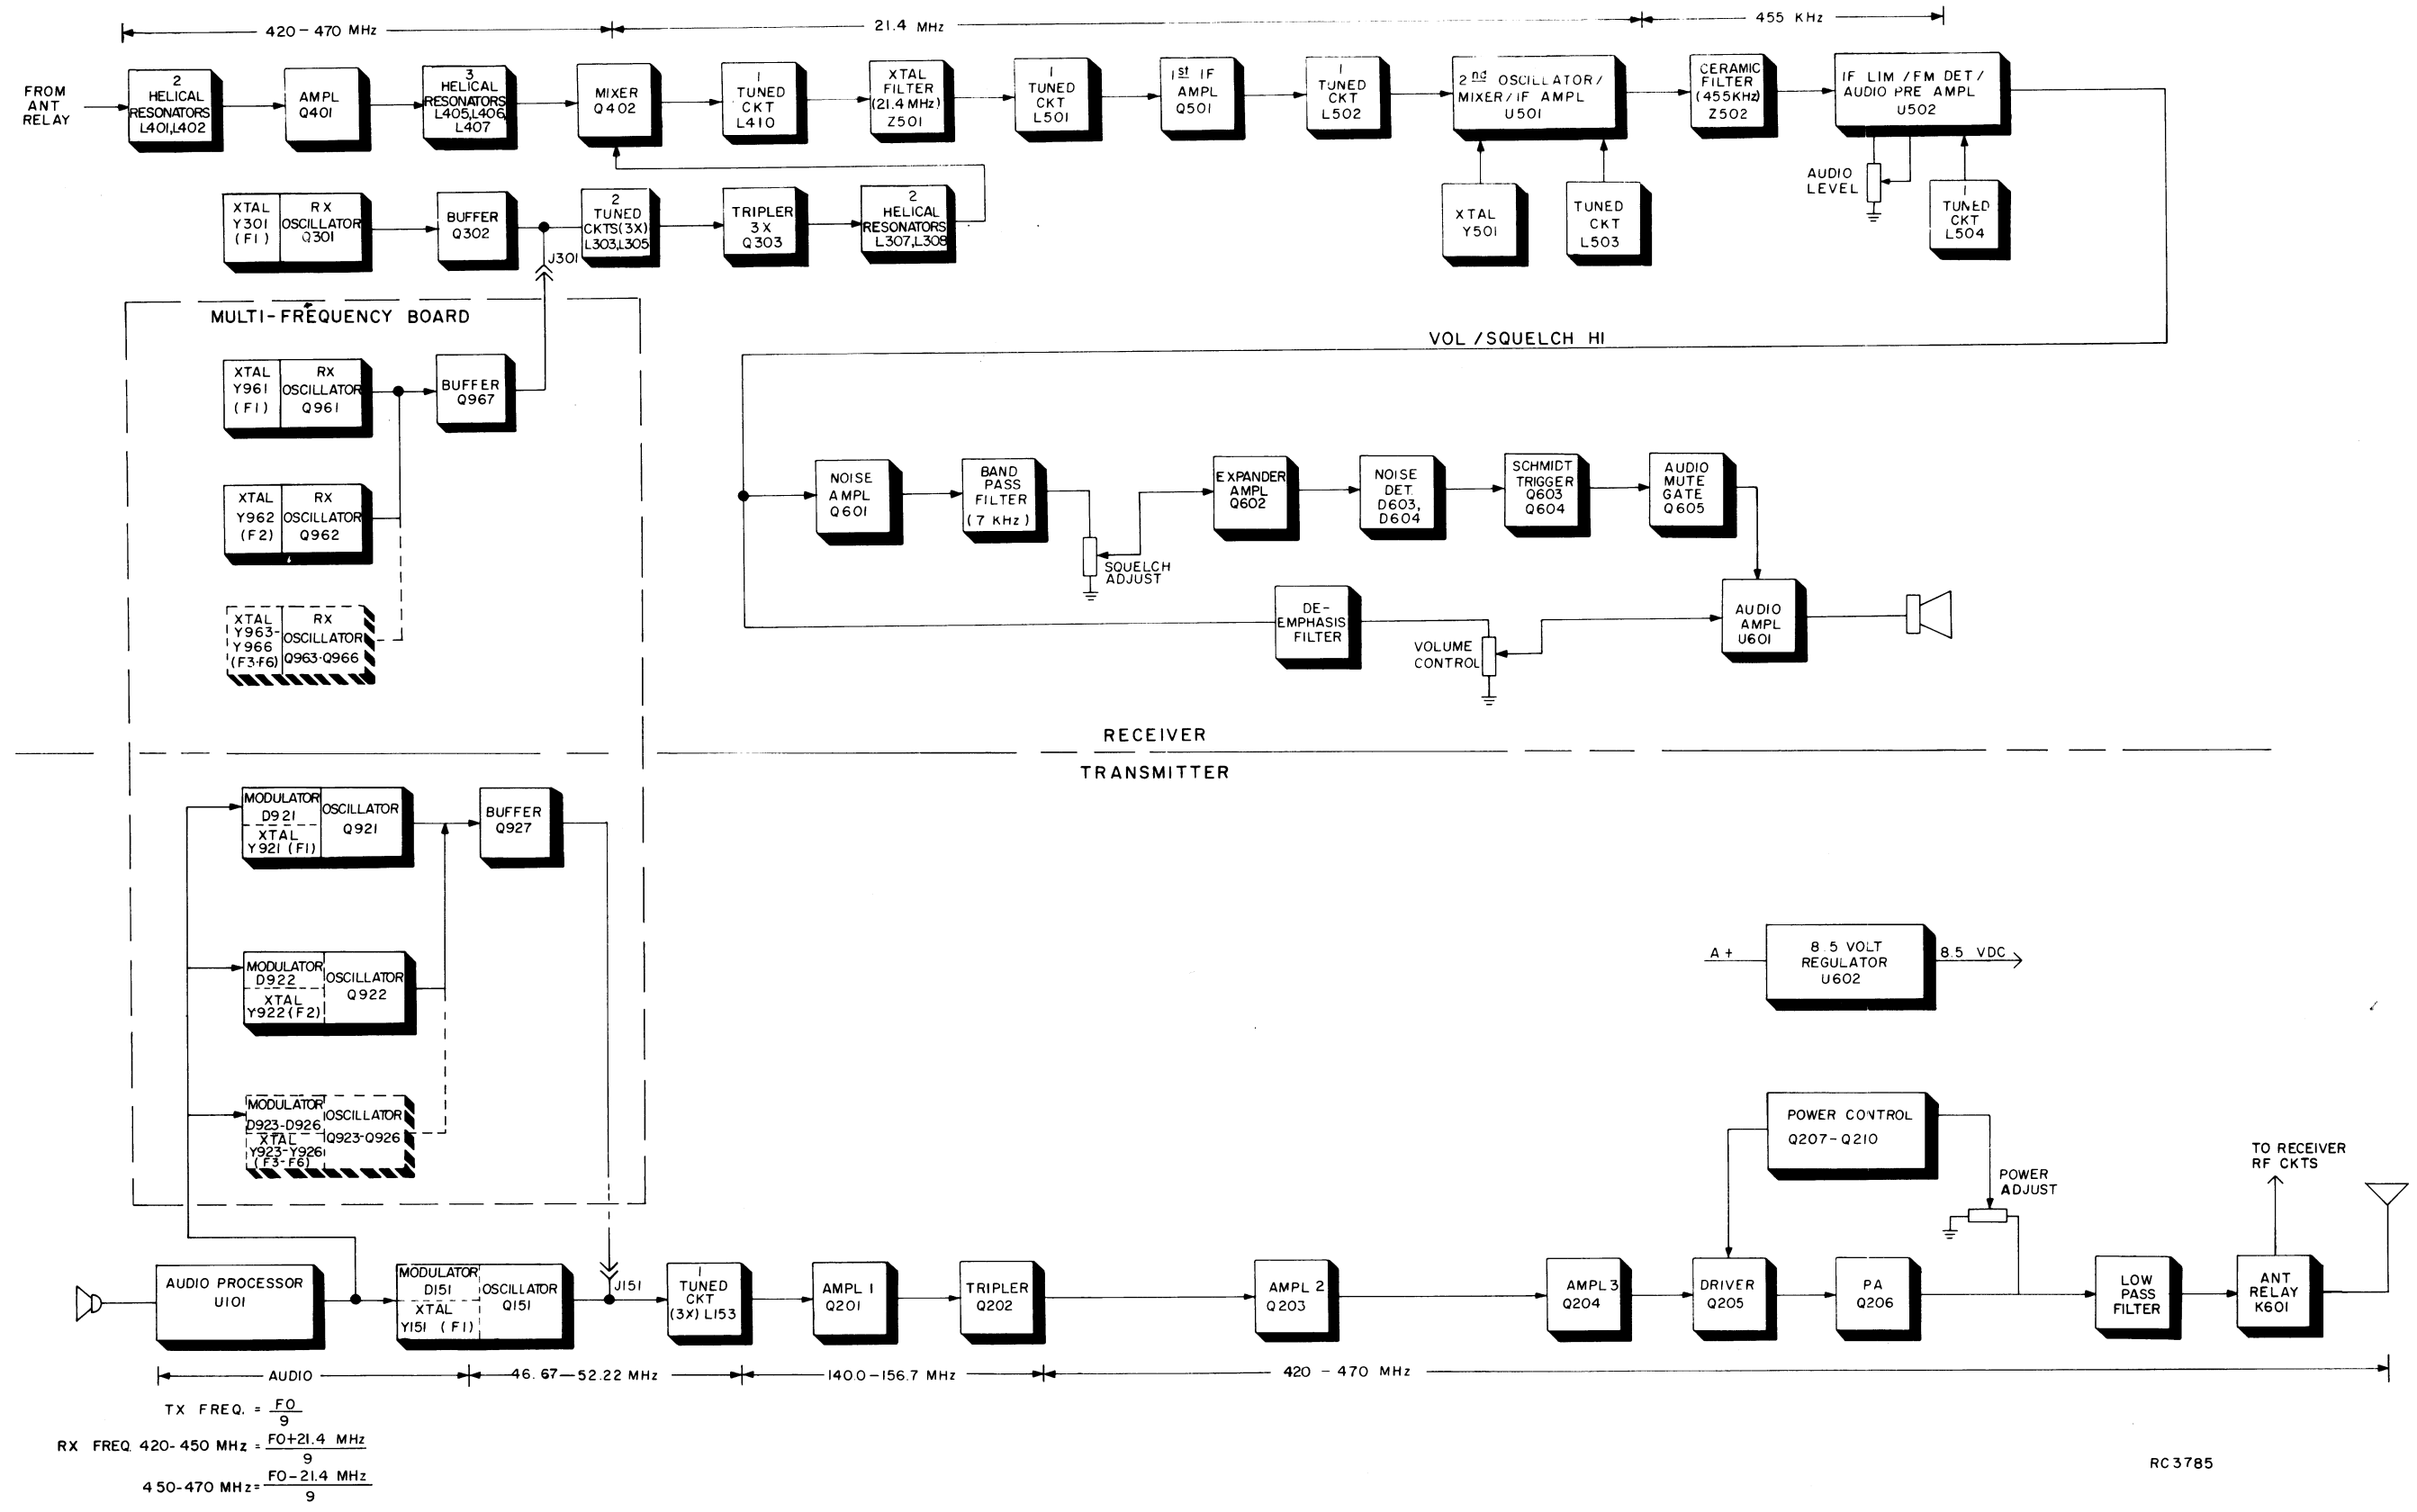 420-470 MHz
21.4 MHz
455 KHz
FROM
ANT
RELAY
2
HELICAL
RESONATORS
L401,L402
AMPL
Q401
3
HELICAL
RESONATORS
L405,L406,
L407
MIXER
Q402
1
TUNED
CKT
L410
XTAL
FILTER
(21.4 MHz)
Z501
1
TUNED
CKT
L501
1st IF
AMPL
Q501
1
TUNED
CKT
L502
2nd OSCILLATOR/
MIXER/IF AMPL
U501
CERAMIC
FILTER
(455KHz)
Z502
IF LIM /FM DET/
AUDIO PRE AMPL
U502
AUDIO
LEVEL
1
TUNED
CKT
L504
XTAL
Y501
TUNED
CKT
L503
XTAL
Y301
(F1)
RX
OSCILLATOR
Q301
BUFFER
Q302
2
TUNED
CKTS(3X)
L303,L305
TRIPLER
3X
Q303
2
HELICAL
RESONATORS
L307,L308
J301
MULTI-FREQUENCY BOARD
VOL/SQUELCH HI
XTAL
Y961
(F1)
RX
OSCILLATOR
Q961
BUFFER
Q967
XTAL
Y962
(F2)
RX
OSCILLATOR
Q962
XTAL
Y963-
Y966
(F3-F6)
RX
OSCILLATOR
Q963-Q966
NOISE
AMPL
Q601
BAND
PASS
FILTER
(7 KHz)
SQUELCH
ADJUST
EXPANDER
AMPL
Q602
NOISE
DET.
D603,
D604
SCHMIDT
TRIGGER
Q603
Q604
AUDIO
MUTE
GATE
Q605
DE-
EMPHASIS
FILTER
VOLUME
CONTROL
AUDIO
AMPL
U601
RECEIVER
TRANSMITTER
MODULATOR
D921
XTAL
Y921 (F1)
OSCILLATOR
Q921
BUFFER
Q927
MODULATOR
D922
XTAL
Y922(F2)
OSCILLATOR
Q922
MODULATOR
D923-D926
XTAL
Y923-Y926
(F3-F6)
OSCILLATOR
Q923-Q926
A+
8.5 VOLT
REGULATOR
U602
8.5 VDC
POWER CONTROL
Q207-Q210
POWER
ADJUST
TO RECEIVER
RF CKTS
AUDIO PROCESSOR
U101
MODULATOR
D151
XTAL
Y151 (F1)
OSCILLATOR
Q151
J151
1
TUNED
CKT
(3X) L153
AMPL 1
Q201
TRIPLER
Q202
AMPL 2
Q203
AMPL 3
Q204
DRIVER
Q205
PA
Q206
LOW
PASS
FILTER
ANT
RELAY
K601
AUDIO
46.67-52.22 MHz
140.0-156.7 MHz
420-470 MHz
TX FREQ. = FO
9
RX FREQ. 420-450 MHz = FO+21.4 MHz
9
450-470 MHz = FO-21.4 MHz
9
RC3785